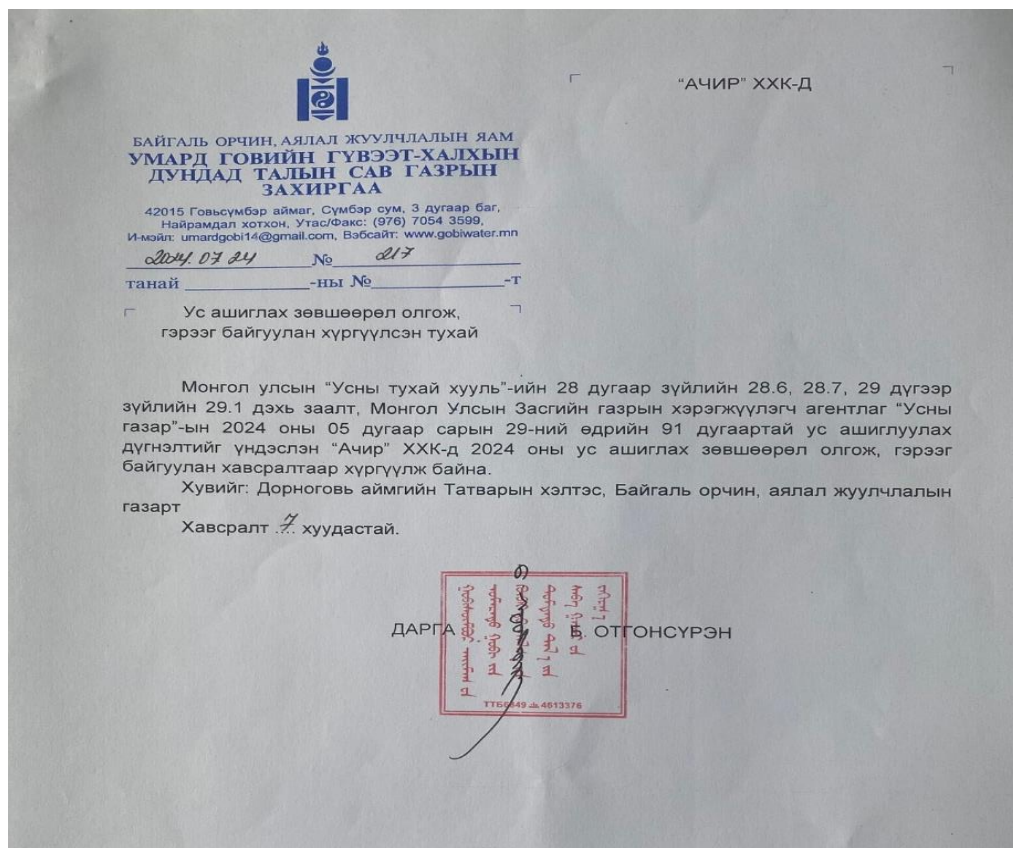 "АЧИР" ХХК-Д
БАЙГАЛЬ ОРЧИН, АЯЛАЛ ЖУУЛЧЛАЛЫН ЯАМ
УМАРД ГОВИЙН ГҮВЭЭТ-ХАЛХЫН
ДУНДАД ТАЛЫН САВ ГАЗРЫН
ЗАХИРГАА
42015 Говьсүмбэр аймаг, Сүмбэр сум, 3 дугаар баг,
Найрамдал хотхон, Утас/Факс: (976) 7054 3599,
И-мэйл: umardgobi14@gmail.com, Вэбсайт: www.gobiwater.mn
2024.07 24 № 217
танай ____________-ны №____________-т
Ус ашиглах зөвшөөрөл олгож,
гэрээг байгуулан хүргүүлсэн тухай
Монгол улсын "Усны тухай хууль"-ийн 28 дугаар зүйлийн 28.6, 28.7, 29 дүгээр
зүйлийн 29.1 дэхь заалт, Монгол Улсын Засгийн газрын хэрэгжүүлэгч агентлаг "Усны
газар"-ын 2024 оны 05 дугаар сарын 29-ний өдрийн 91 дугаартай ус ашиглуулах
дүгнэлтийг үндэслэн "Ачир" ХХК-д 2024 оны ус ашиглах зөвшөөрөл олгож, гэрээг
байгуулан хавсралтаар хүргүүлж байна.
Хувийг: Дорноговь аймгийн Татварын хэлтэс, Байгаль орчин, аялал жуулчлалын
газарт
Хавсралт .7. хуудастай.
ДАРГА Б. ОТГОНСҮРЭН